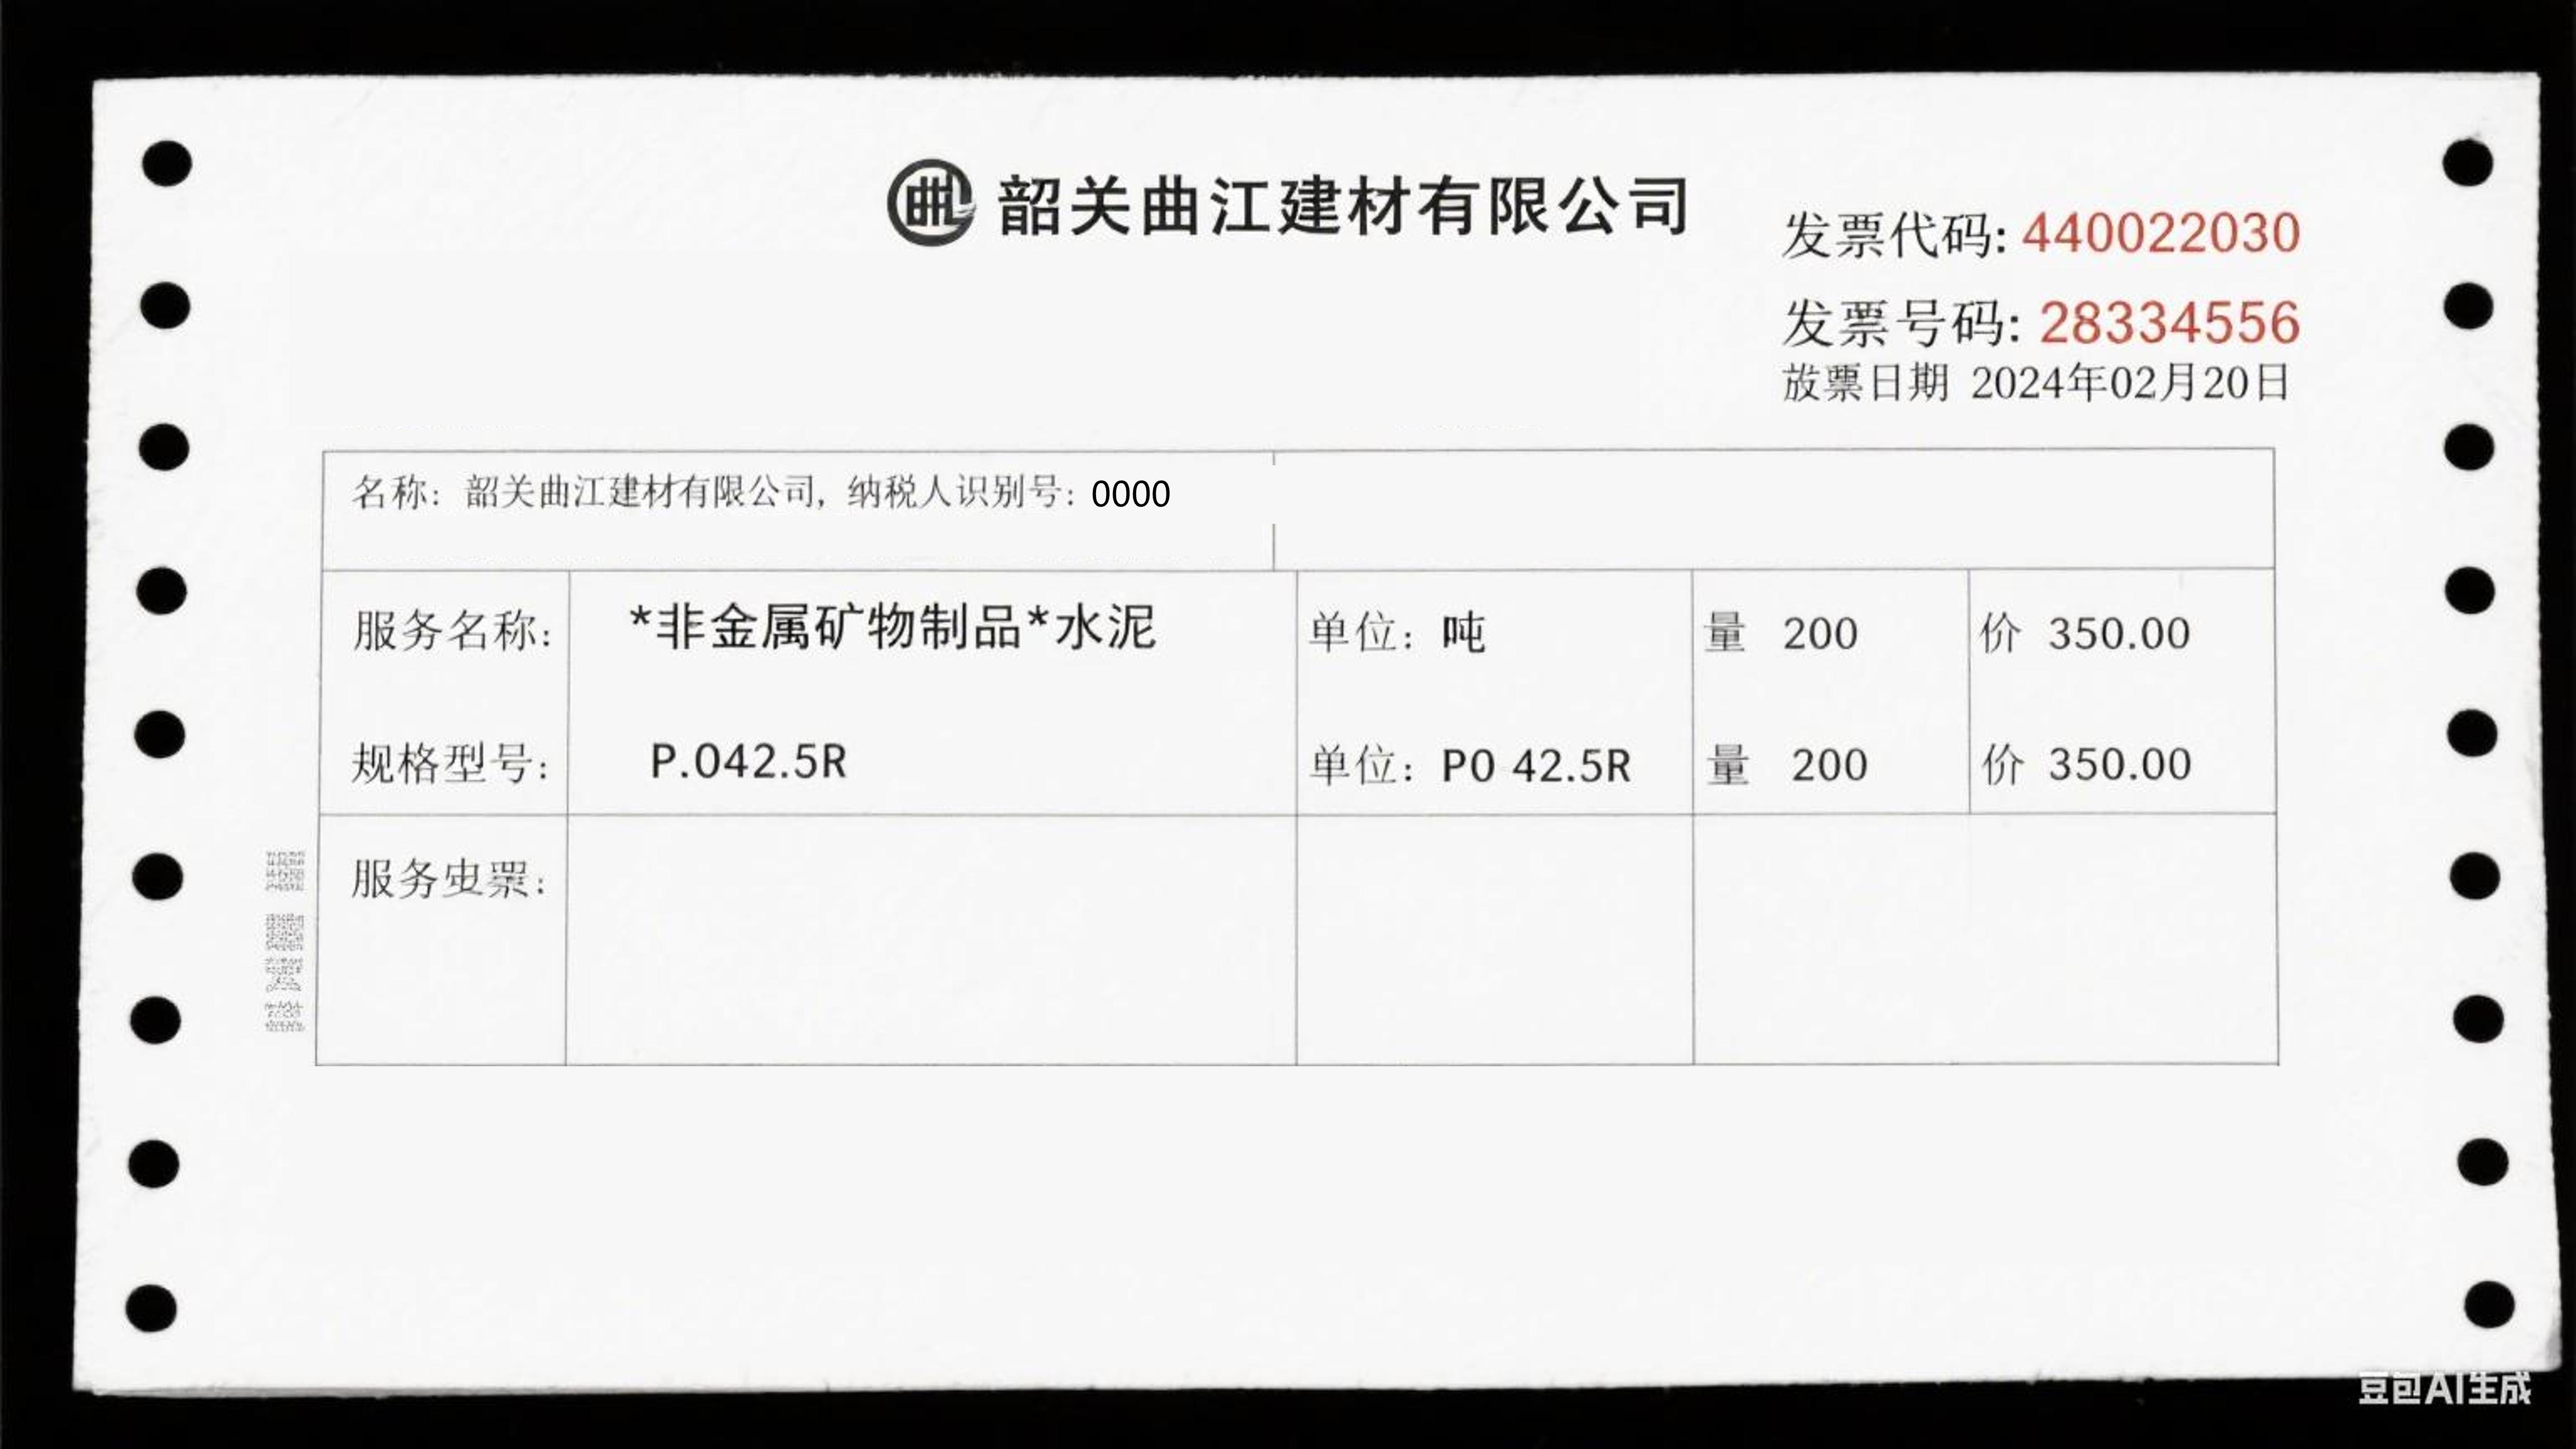 韶关曲江建材有限公司
发票代码: 440022030
发票号码: 28334556
放票日期 2024年02月20日
名称: 韶关曲江建材有限公司, 纳税人识别号: 0000
服务名称: *非金属矿物制品*水泥 单位: 吨 量 200 价 350.00
规格型号: P.042.5R 单位: P0 42.5R 量 200 价 350.00
服务
豆包AI生成